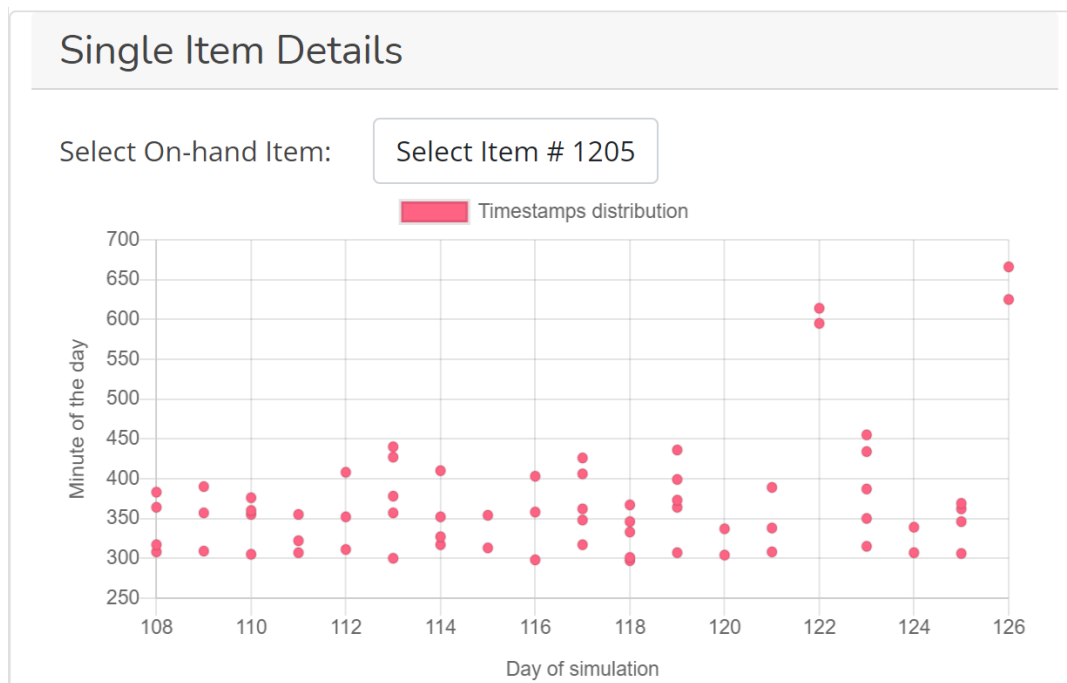 Single Item Details
Select On-hand Item:
Select Item # 1205
Timestamps distribution
700
650
600
550
500
450
400
350
300
250
Minute of the day
108 110 112 114 116 118 120 122 124 126
Day of simulation